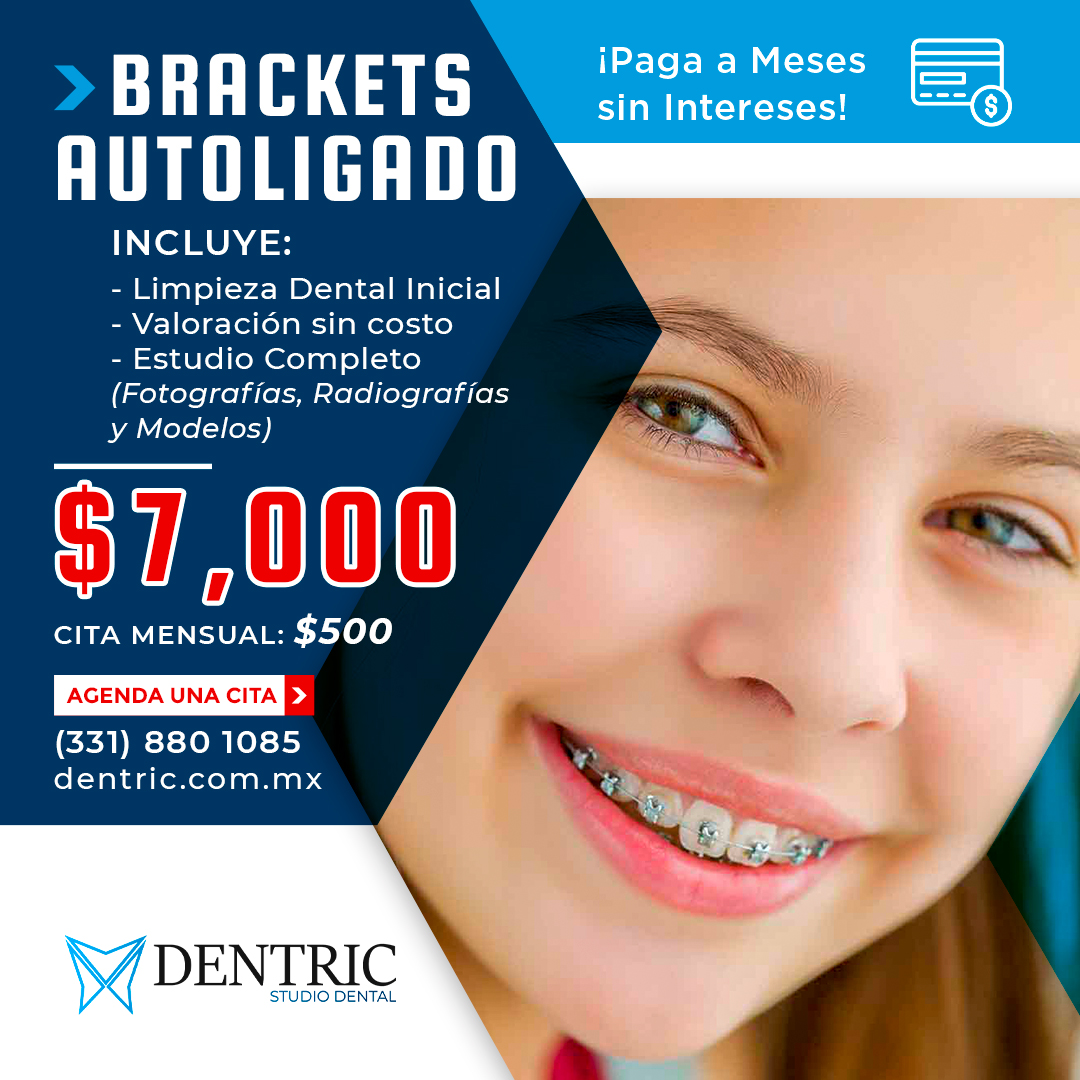 BRACKETS
AUTOLIGADO
¡Paga a Meses
sin Intereses!
INCLUYE:
- Limpieza Dental Inicial
- Valoración sin costo
- Estudio Completo
(Fotografías, Radiografías
y Modelos)
$7,000
CITA MENSUAL: $500
AGENDA UNA CITA
(331) 880 1085
dentric.com.mx
DENTRIC
STUDIO DENTAL